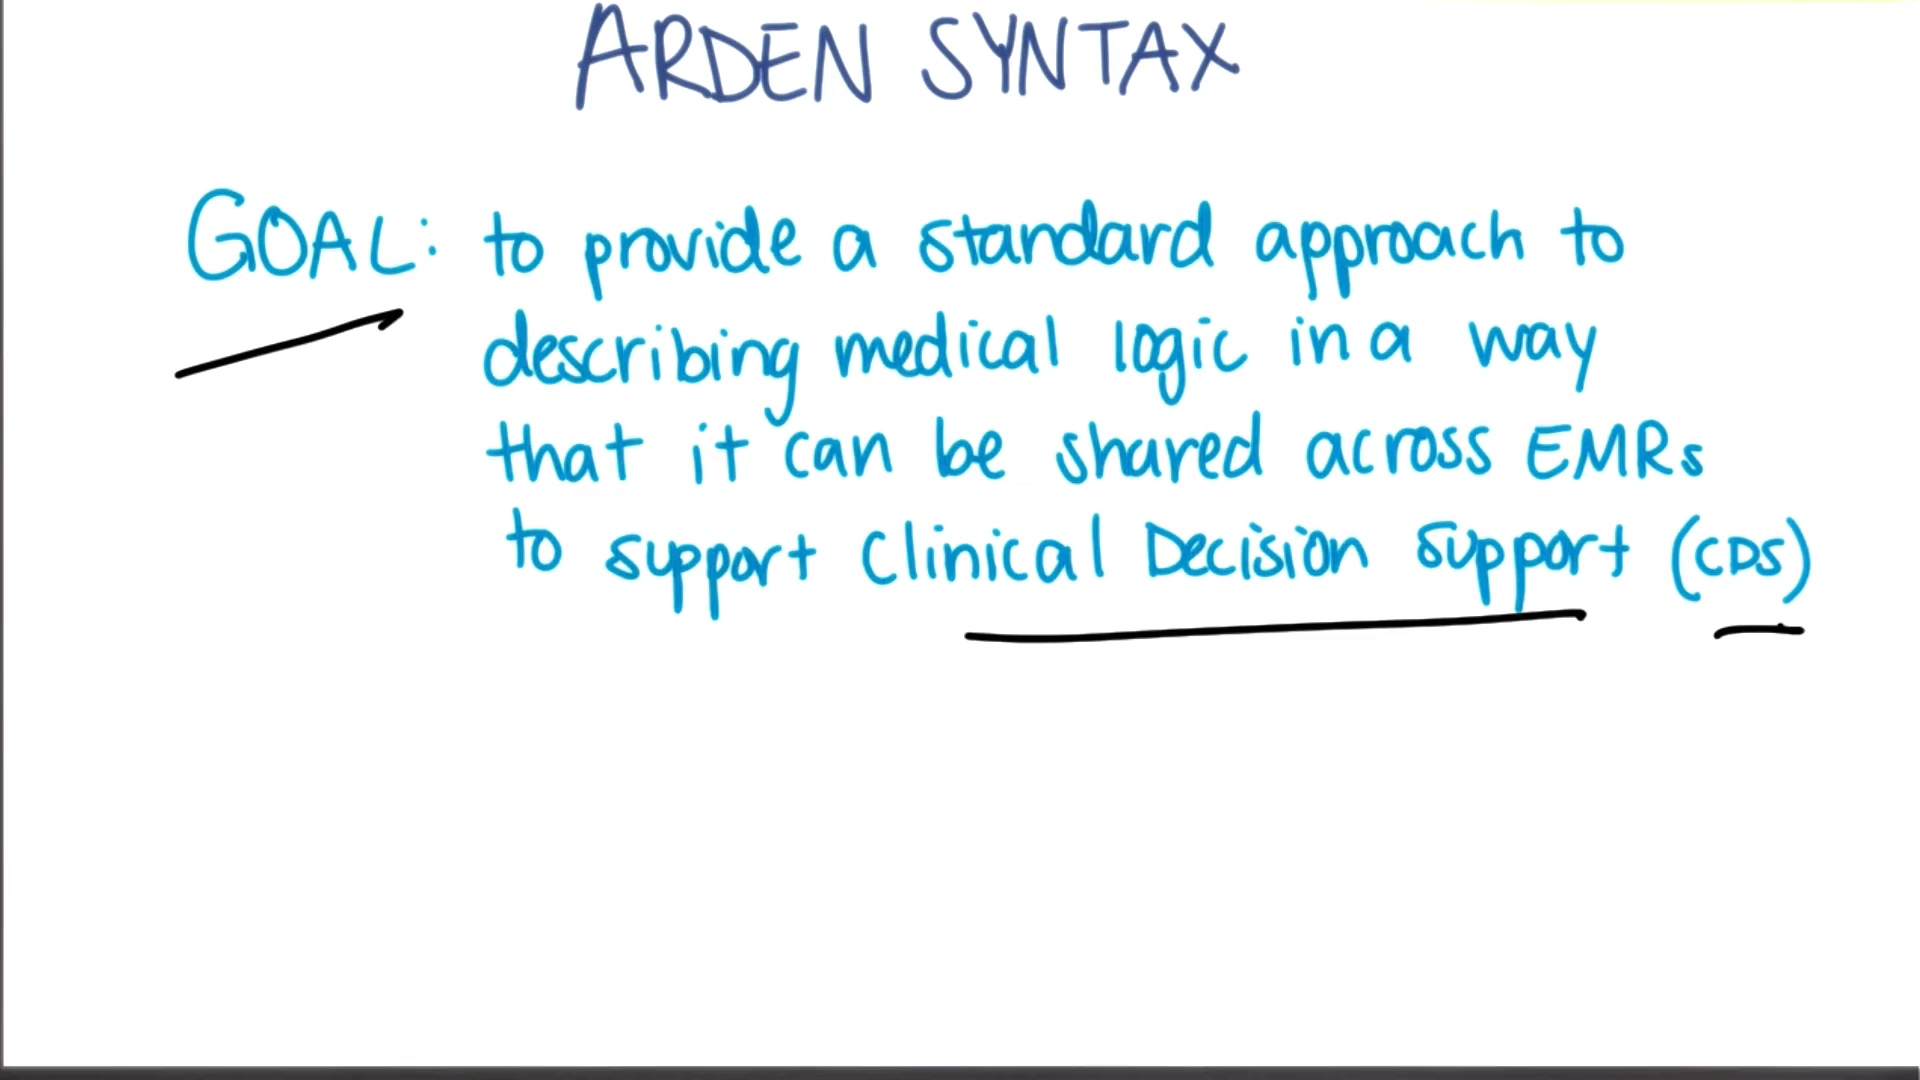 ARDEN SYNTAX
GOAL: to provide a standard approach to
describing medical logic in a way
that it can be shared across EMRs
to support Clinical Decision Support (CDS)